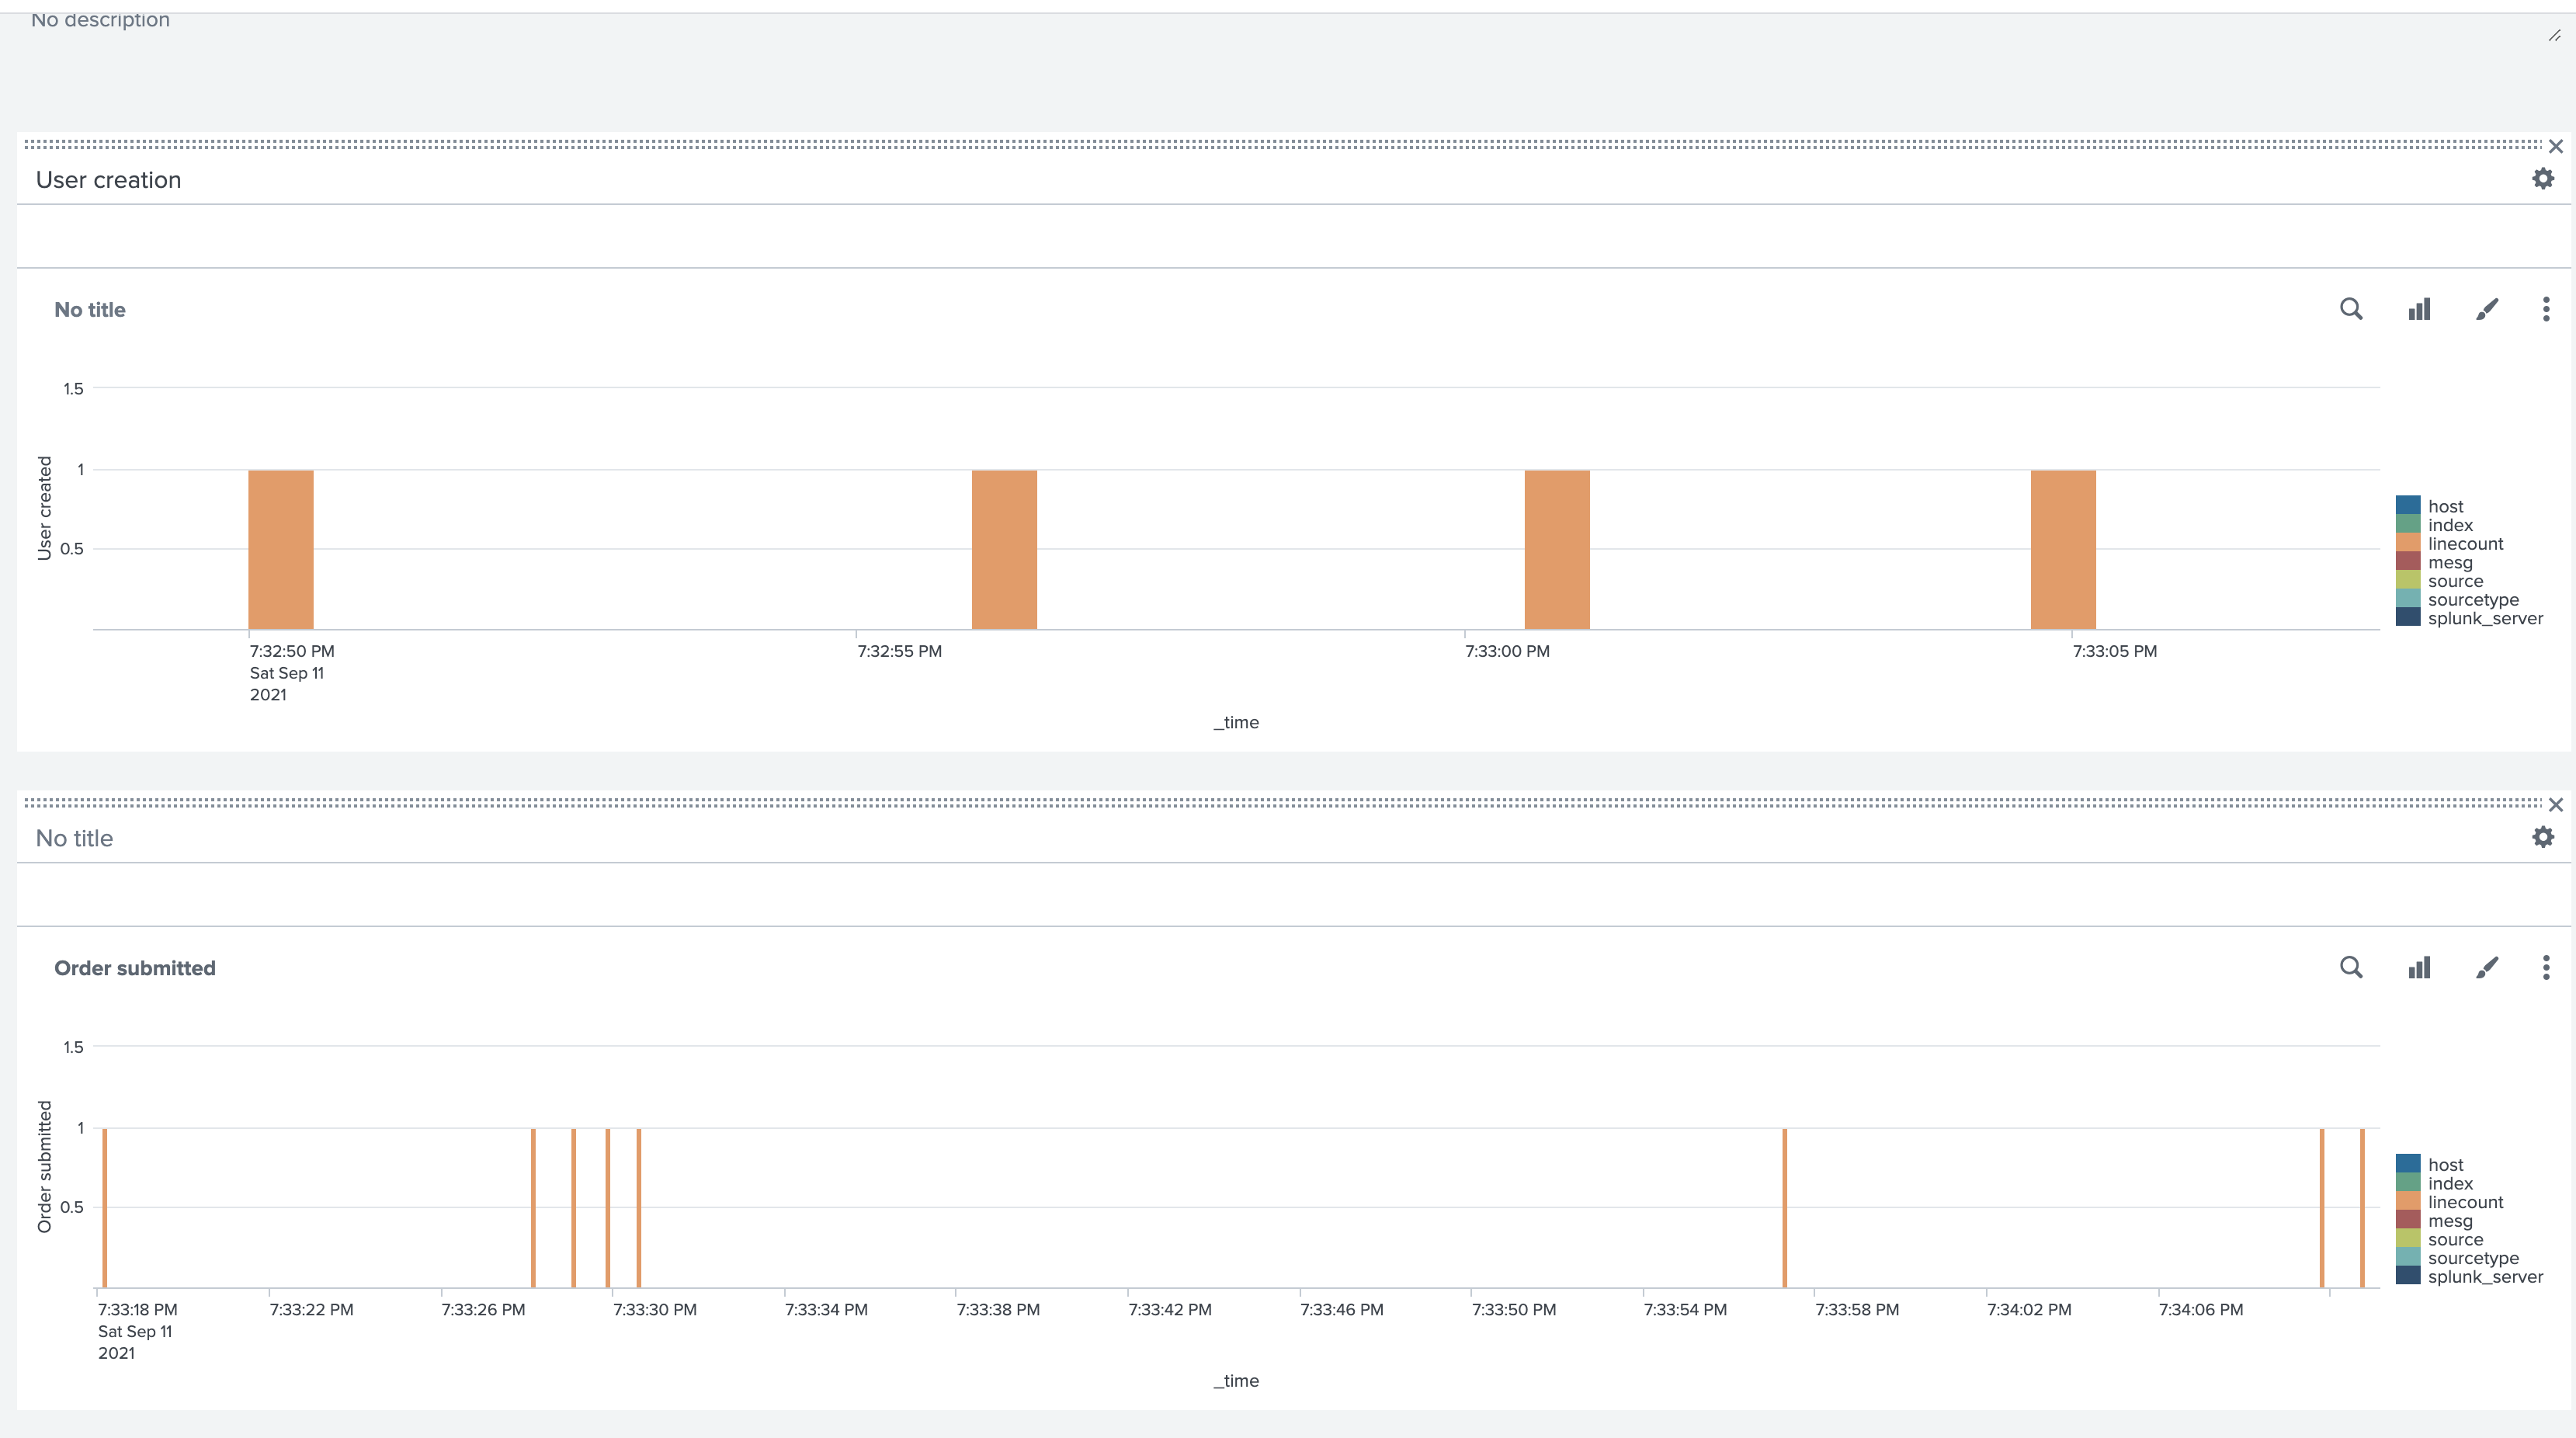 No description
User creation
No title
1.5
1
0.5
User created
host
index
linecount
mesg
source
sourcetype
splunk_server
7:32:50 PM
Sat Sep 11
2021
7:32:55 PM
7:33:00 PM
7:33:05 PM
_time
No title
Order submitted
1.5
1
0.5
Order submitted
host
index
linecount
mesg
source
sourcetype
splunk_server
7:33:18 PM
Sat Sep 11
2021
7:33:22 PM
7:33:26 PM
7:33:30 PM
7:33:34 PM
7:33:38 PM
7:33:42 PM
7:33:46 PM
7:33:50 PM
7:33:54 PM
7:33:58 PM
7:34:02 PM
7:34:06 PM
_time